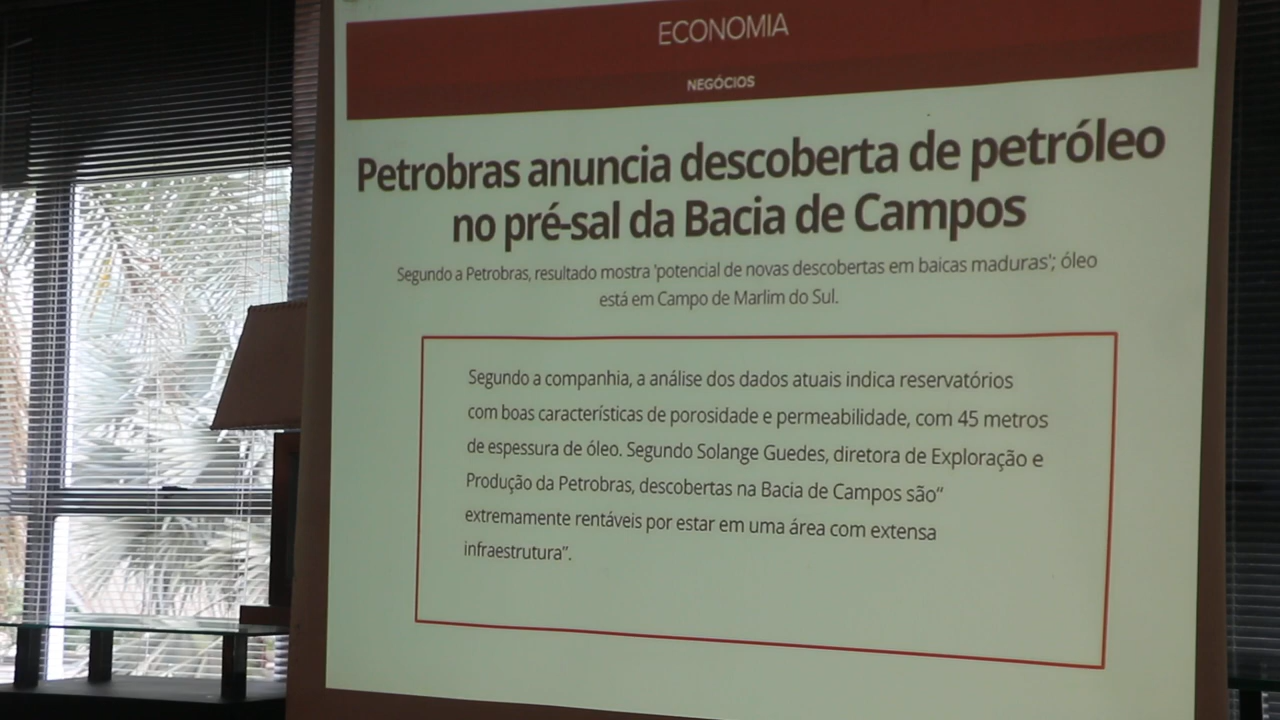 ECONOMIA
NEGÓCIOS
Petrobras anuncia descoberta de petróleo
no pré-sal da Bacia de Campos
Segundo a Petrobras, resultado mostra 'potencial de novas descobertas em baicas maduras'; óleo
está em Campo de Marlim do Sul.
Segundo a companhia, a análise dos dados atuais indica reservatórios
com boas características de porosidade e permeabilidade, com 45 metros
de espessura de óleo. Segundo Solange Guedes, diretora de Exploração e
Produção da Petrobras, descobertas na Bacia de Campos são“
extremamente rentáveis por estar em uma área com extensa
infraestrutura”.